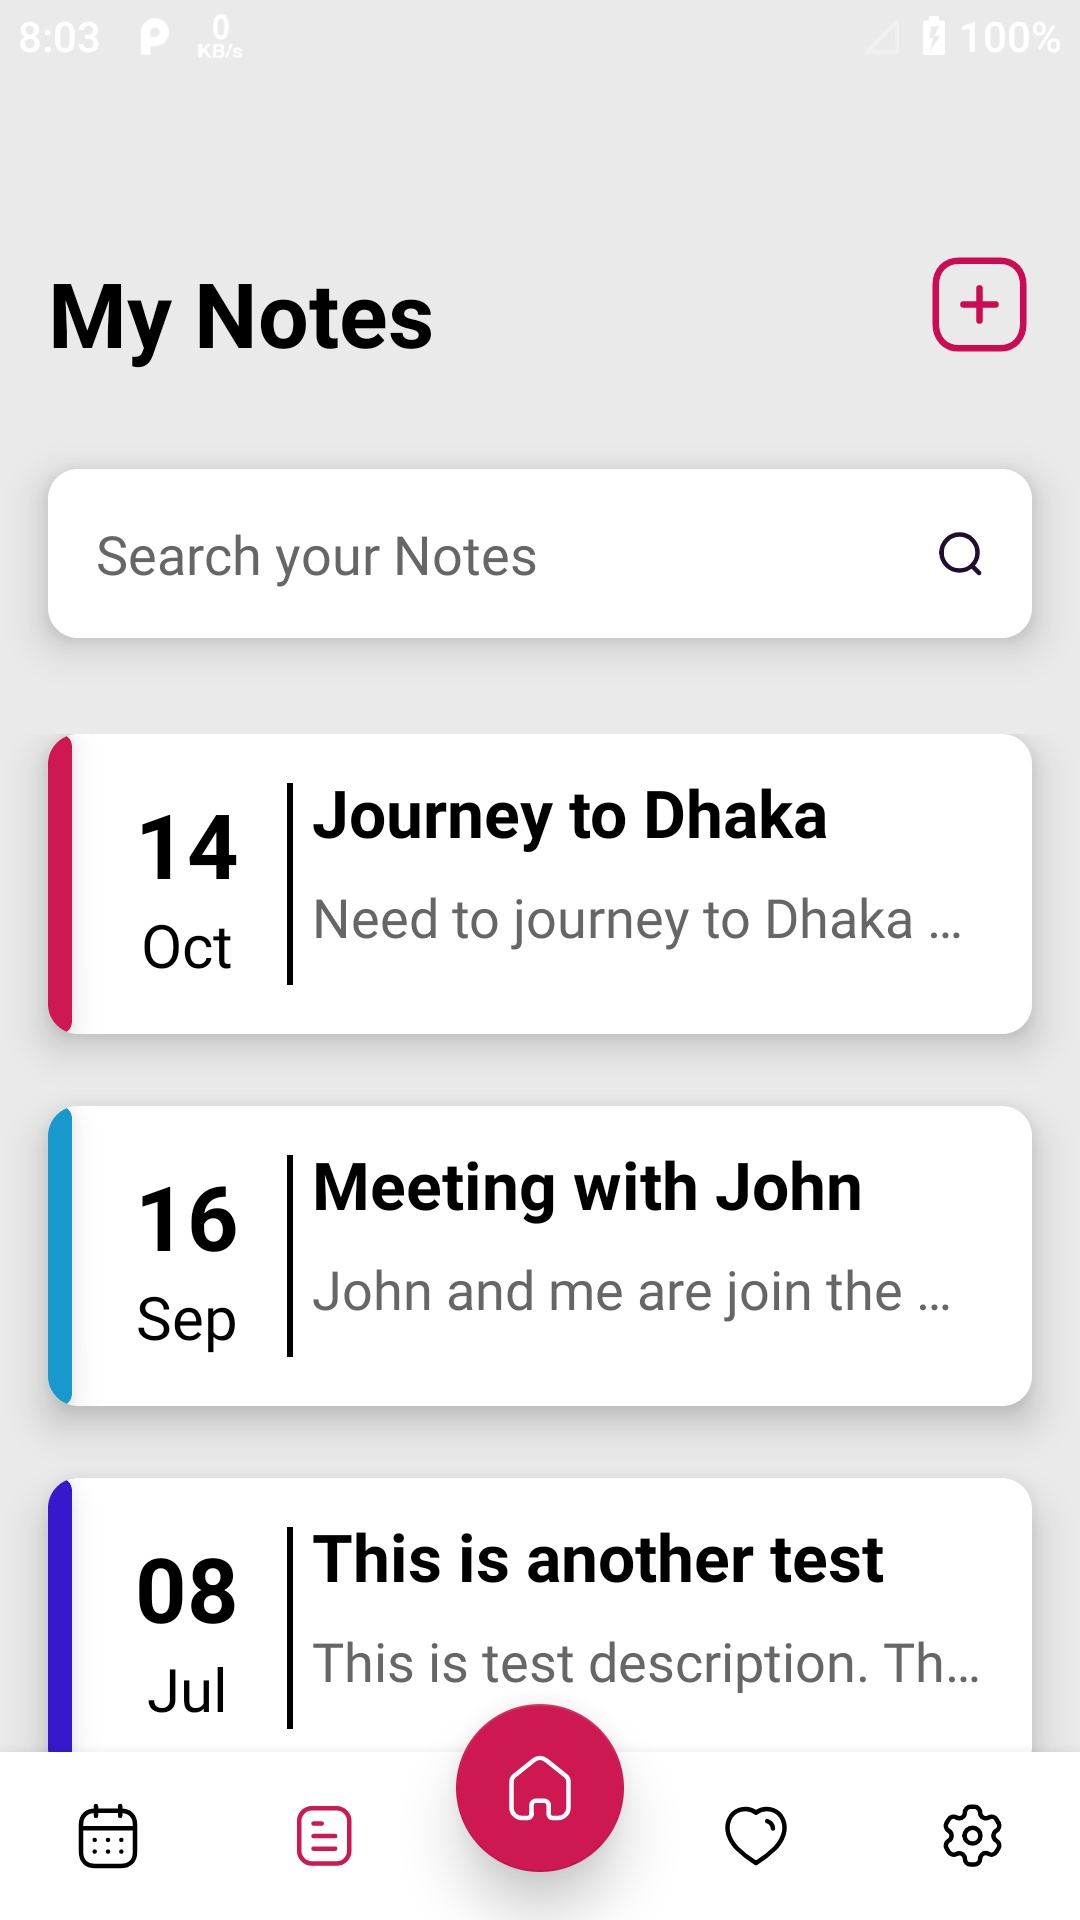 8:03 0 KB/s 100%
My Notes
Search your Notes
14 Oct
Journey to Dhaka
Need to journey to Dhaka ...
16 Sep
Meeting with John
John and me are join the ...
08 Jul
This is another test
This is test description. Th...